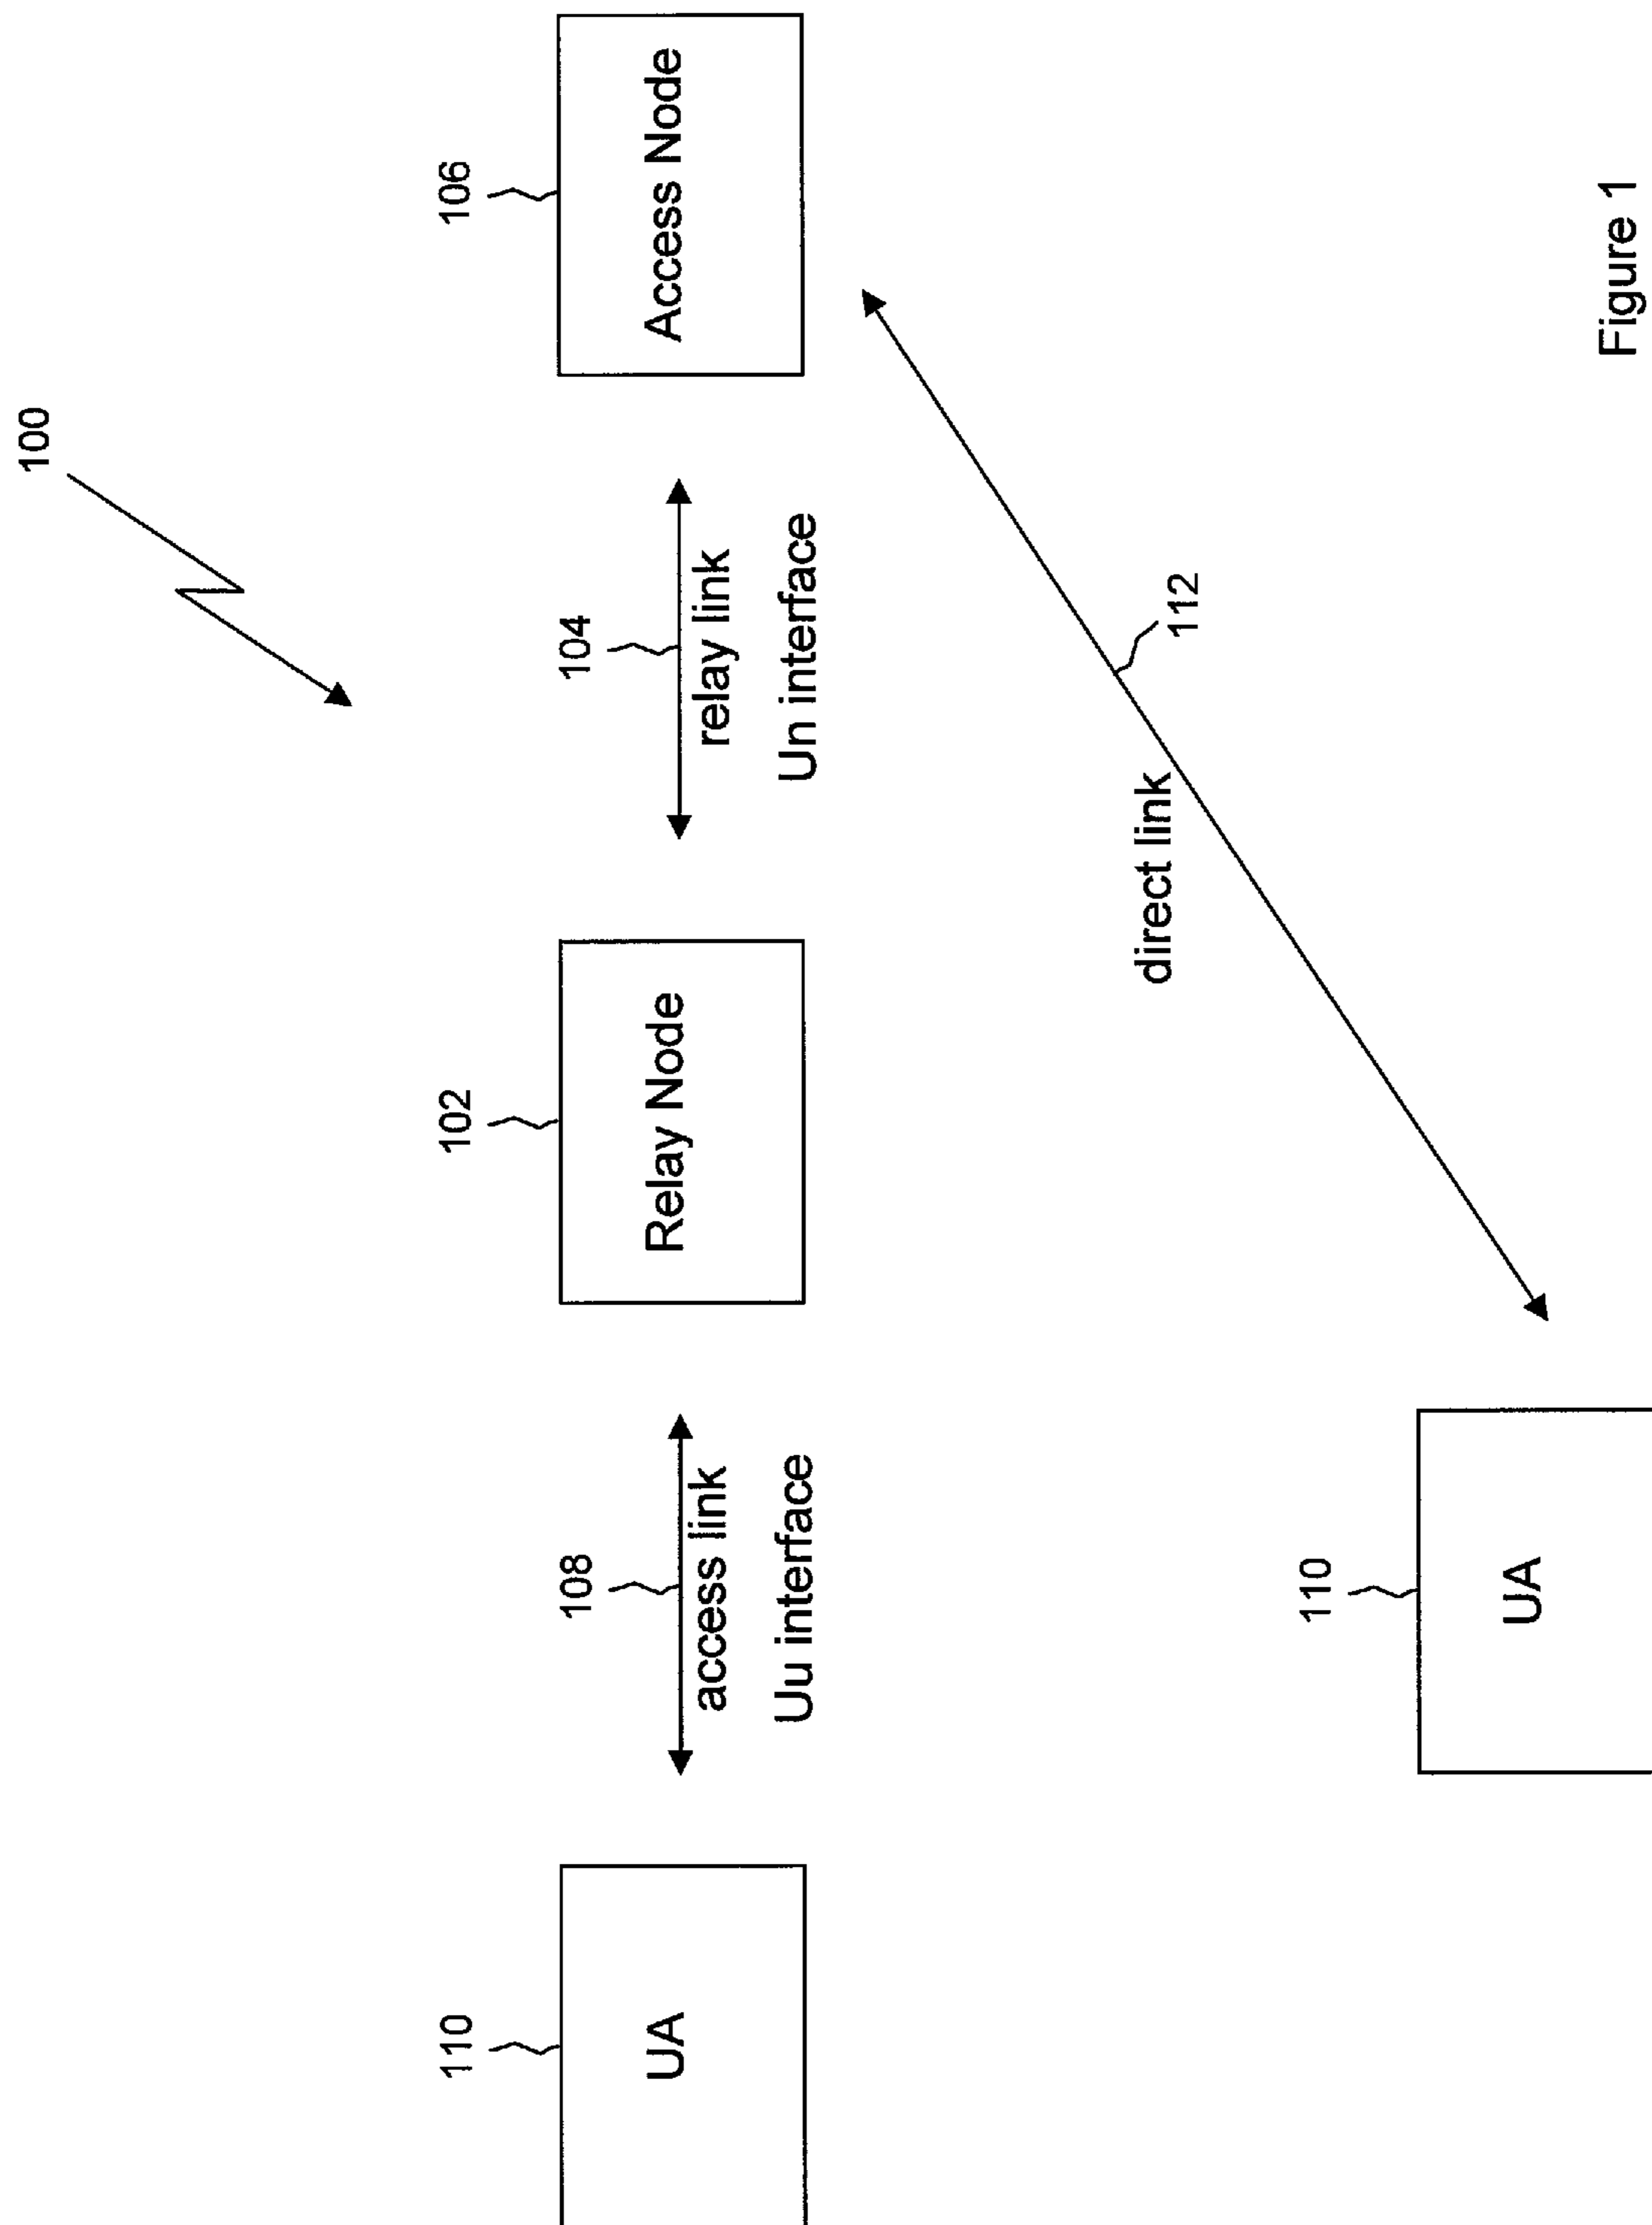 100
110
102
106
108
104
UA
Relay Node
Access Node
access link
relay link
Uu interface
Un interface
direct link
112
110
UA
Figure 1